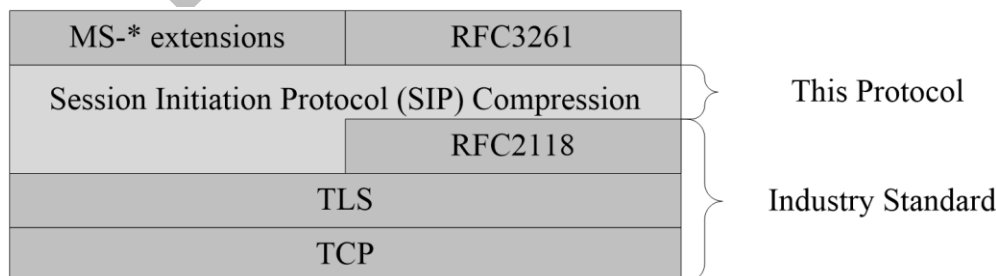 MS-* extensions RFC3261
Session Initiation Protocol (SIP) Compression This Protocol
RFC2118
TLS Industry Standard
TCP